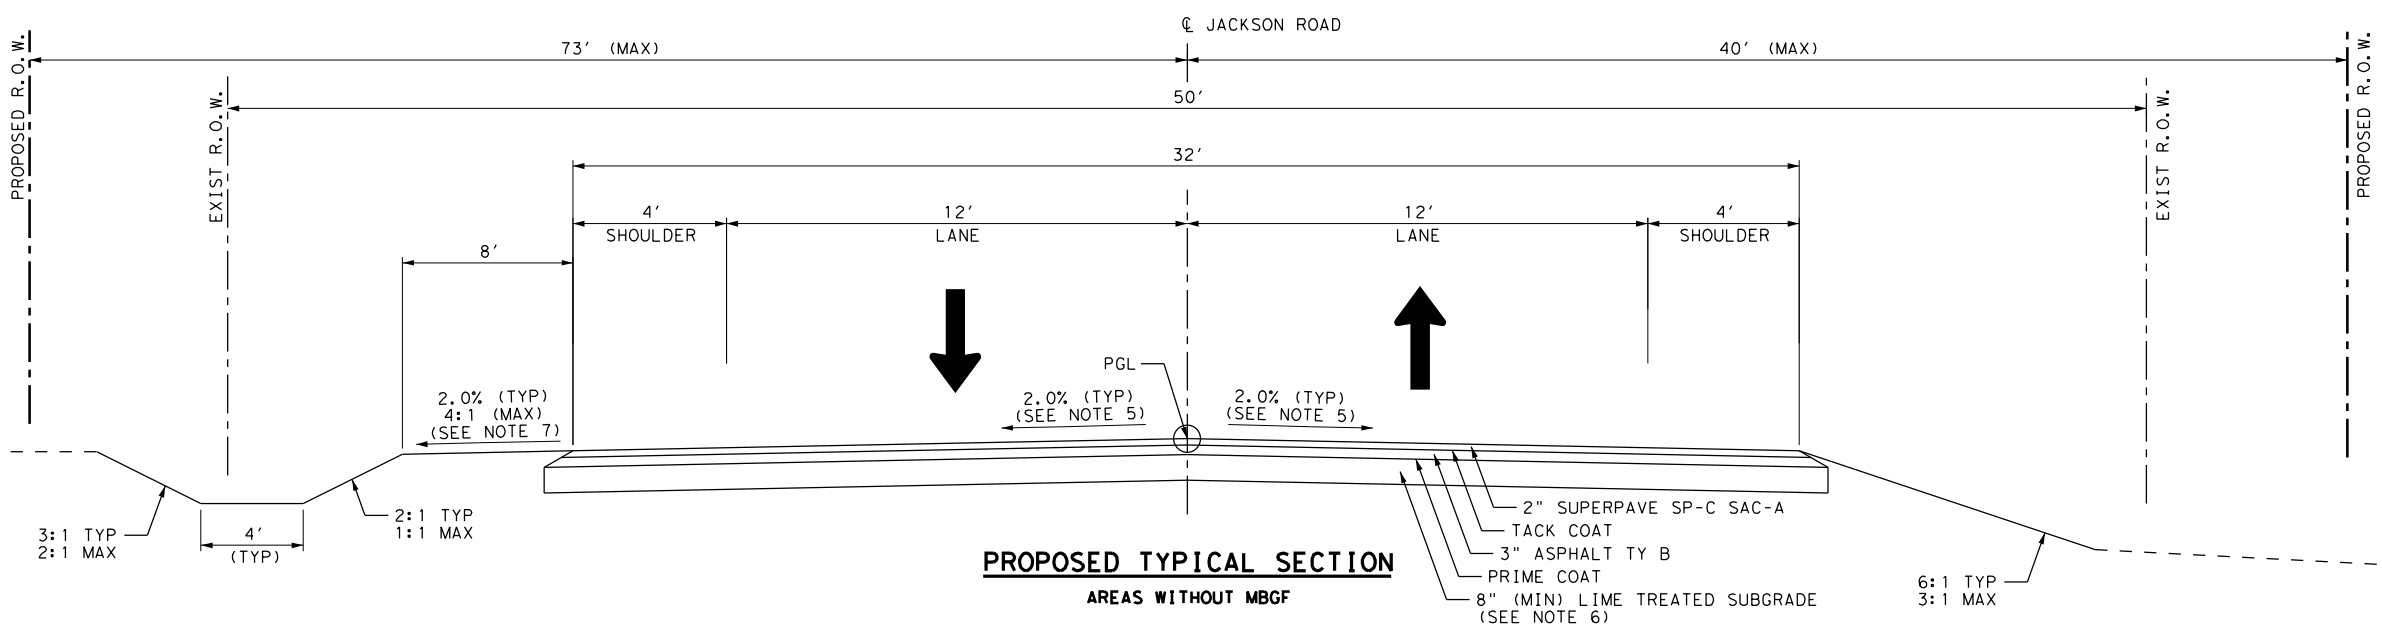 ℄ JACKSON ROAD
73' (MAX)
40' (MAX)
PROPOSED R.O.W.
EXIST R.O.W.
50'
EXIST R.O.W.
PROPOSED R.O.W.
32'
4'
SHOULDER
12'
LANE
12'
LANE
4'
SHOULDER
8'
PGL
2.0% (TYP)
4:1 (MAX)
(SEE NOTE 7)
2.0% (TYP)
(SEE NOTE 5)
2.0% (TYP)
(SEE NOTE 5)
3:1 TYP
2:1 MAX
4'
(TYP)
2:1 TYP
1:1 MAX
2" SUPERPAVE SP-C SAC-A
TACK COAT
3" ASPHALT TY B
PRIME COAT
8" (MIN) LIME TREATED SUBGRADE
(SEE NOTE 6)
6:1 TYP
3:1 MAX
PROPOSED TYPICAL SECTION
AREAS WITHOUT MBGF